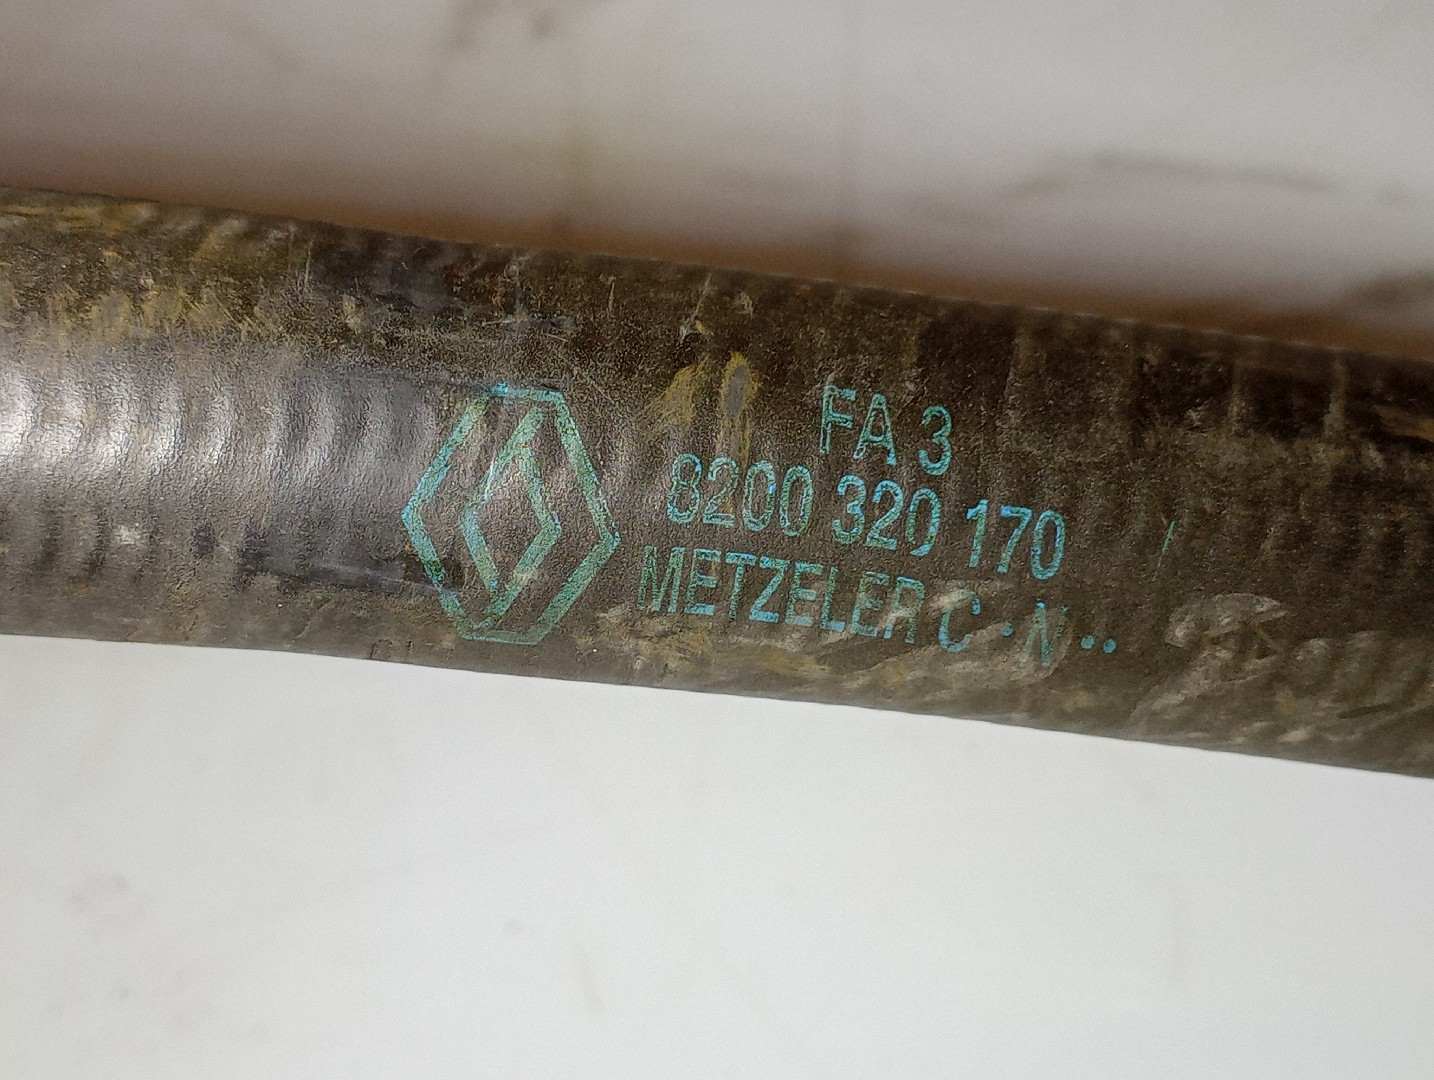 FA 3
8200 320 170
METZELER C · N ··